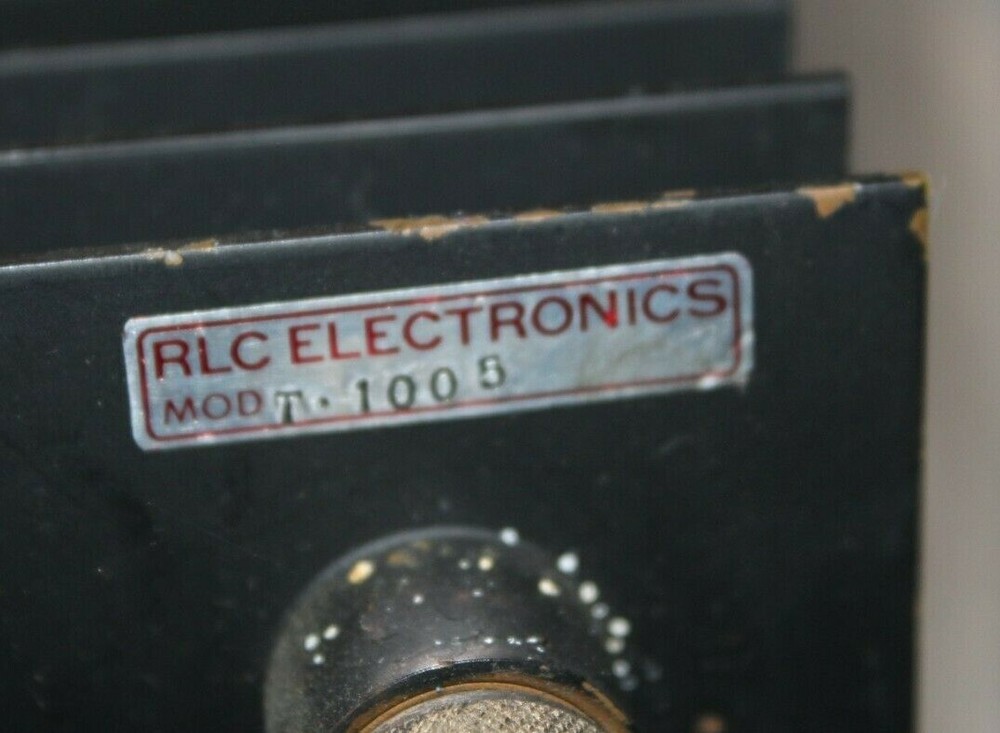 RLC ELECTRONICS
MOD T. 1005